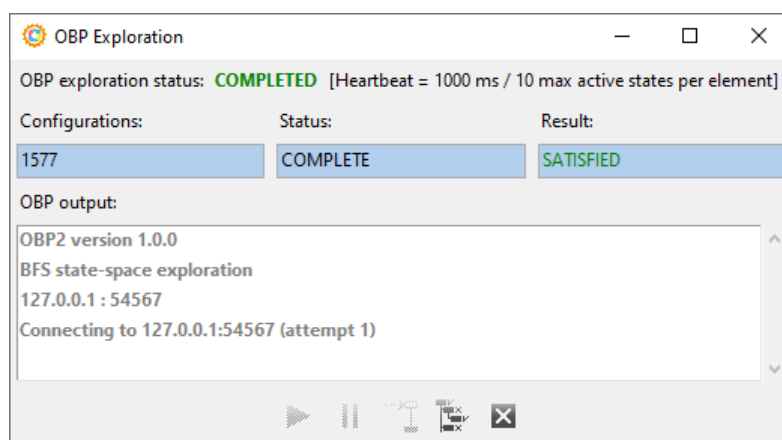 OBP Exploration
OBP exploration status: COMPLETED [Heartbeat = 1000 ms / 10 max active states per element]
Configurations: Status: Result:
1577 COMPLETE SATISFIED
OBP output:
OBP2 version 1.0.0
BFS state-space exploration
127.0.0.1 : 54567
Connecting to 127.0.0.1:54567 (attempt 1)